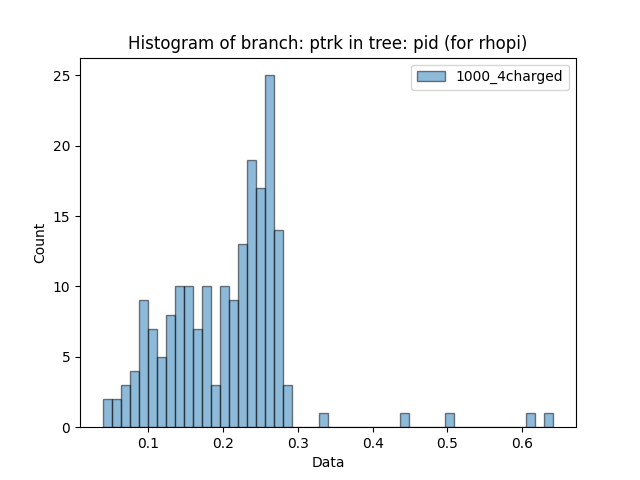 Histogram of branch: ptrk in tree: pid (for rhopi)
1000_4charged
25
20
15
10
5
0
Count
0.1 0.2 0.3 0.4 0.5 0.6
Data